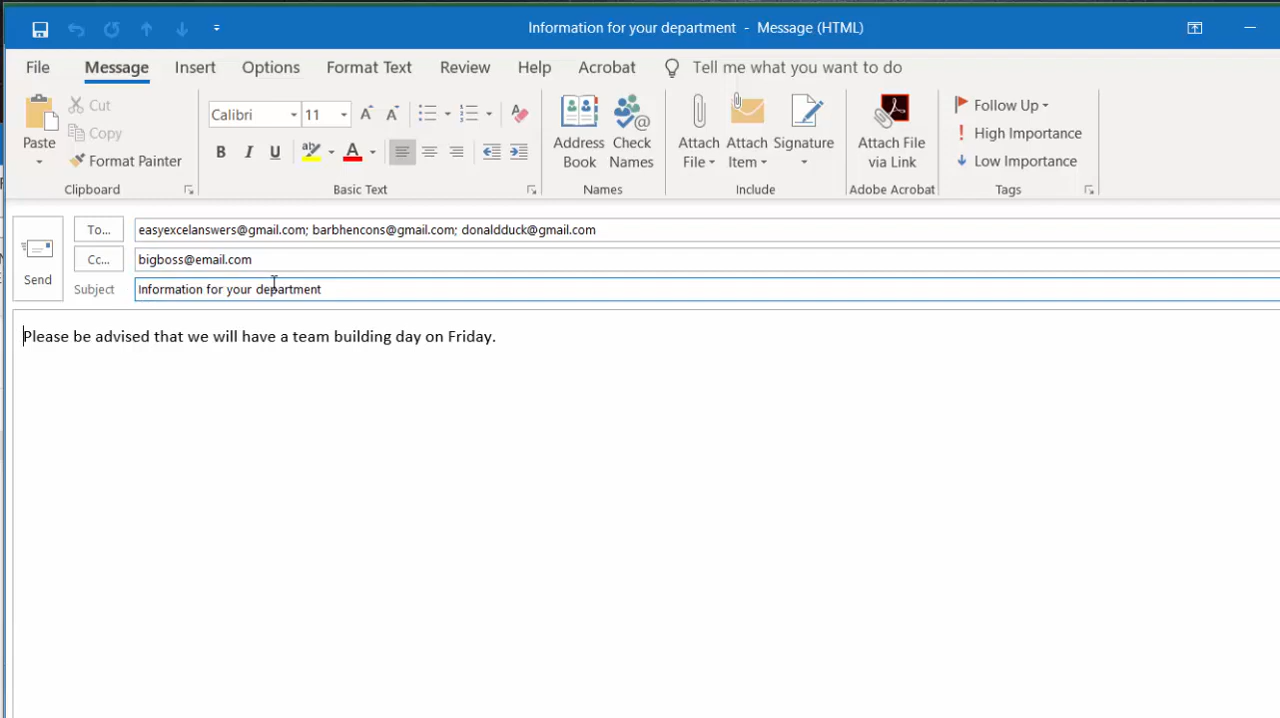 Information for your department - Message (HTML)
File Message Insert Options Format Text Review Help Acrobat Tell me what you want to do
Paste
Cut
Copy
Format Painter
Clipboard
Calibri 11
B I U ab A
Basic Text
Address Book
Check Names
Names
Attach File
Attach Item
Signature
Include
Attach File via Link
Adobe Acrobat
Follow Up
High Importance
Low Importance
Tags
Send
To... easyexcelanswers@gmail.com; barbhencons@gmail.com; donaldduck@gmail.com
Cc... bigboss@email.com
Subject Information for your department
Please be advised that we will have a team building day on Friday.